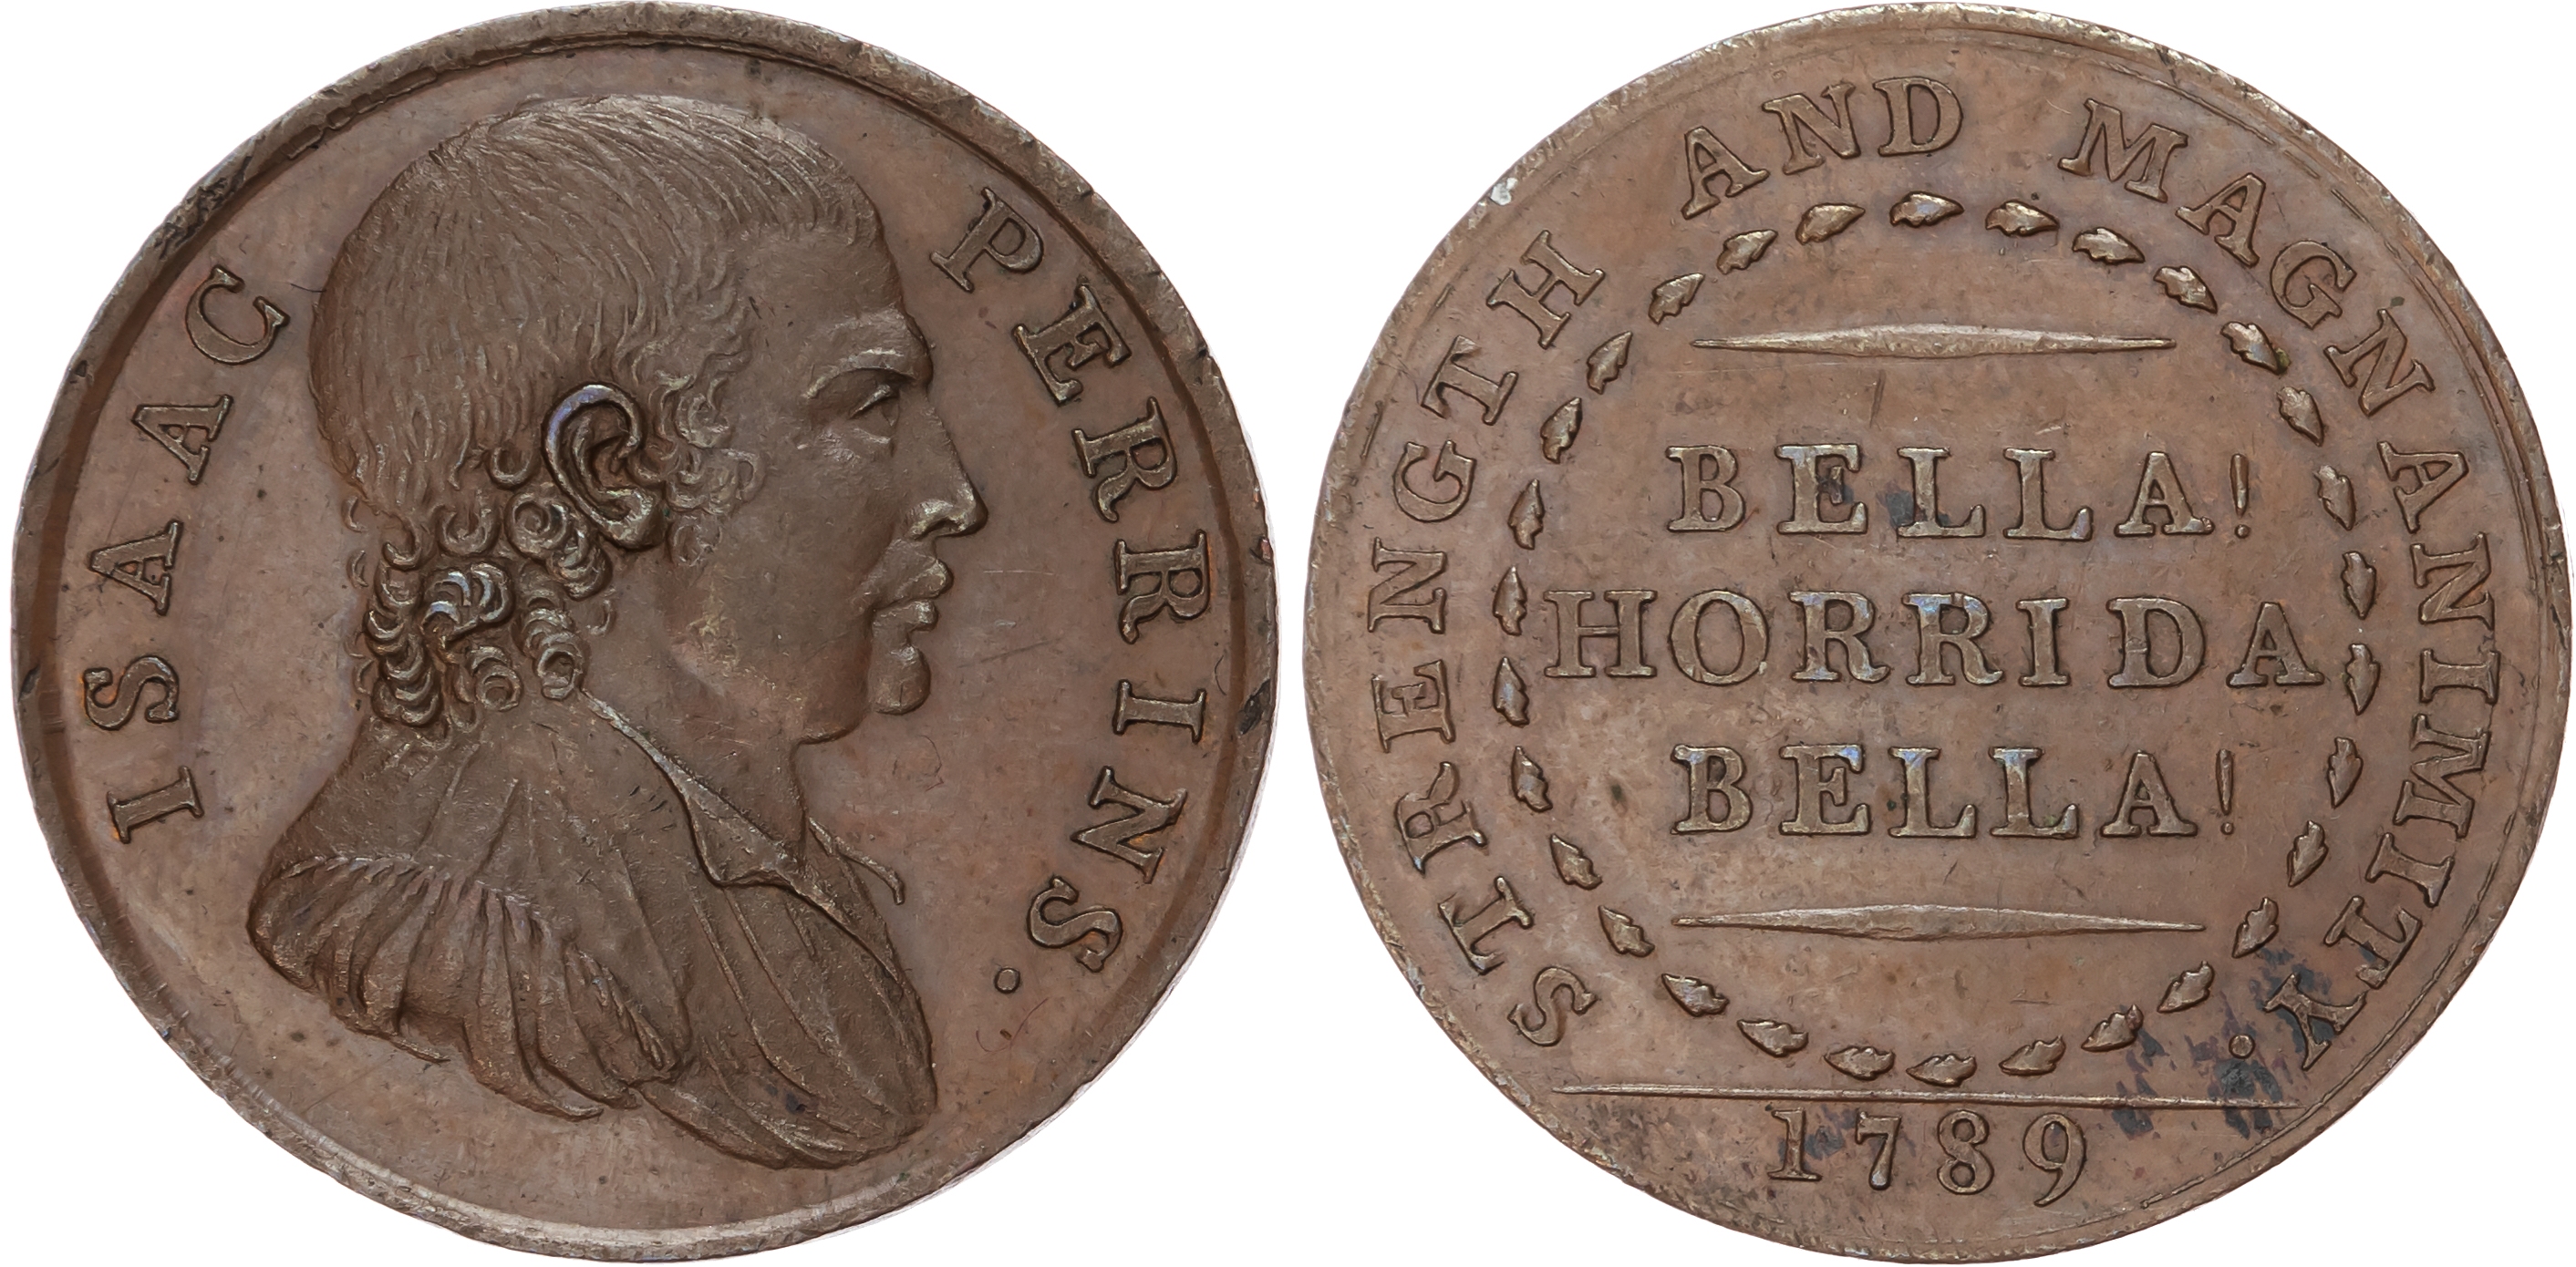 ISAAC PERRINS.
STRENGTH AND MAGNANIMITY.
BELLA!
HORRIDA
BELLA!
1789